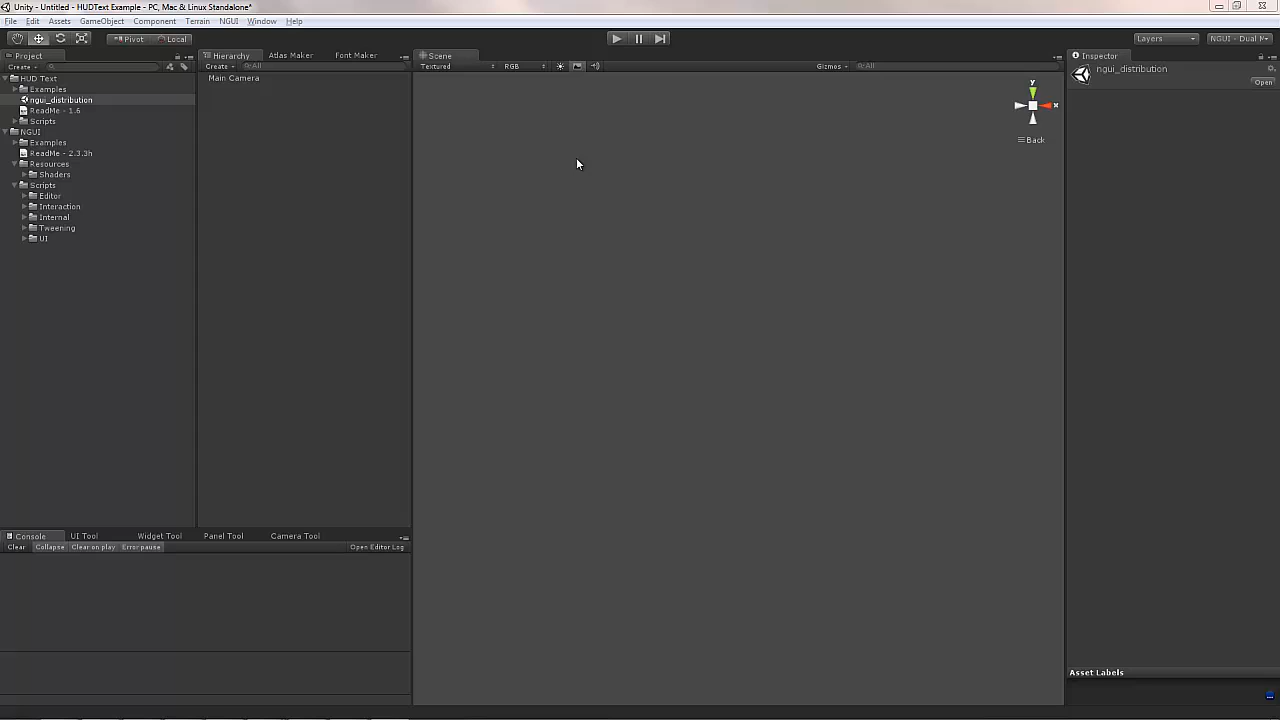 Unity - Untitled - HUDText Example - PC, Mac & Linux Standalone*
File Edit Assets GameObject Component Terrain NGUI Window Help
Pivot Local Layers NGUI - Dual M
Project Hierarchy Atlas Maker Font Maker Scene Inspector
Create All Textured RGB Gizmos All ngui_distribution
Open
HUD Text Main Camera y
Examples
ngui_distribution
x
ReadMe - 1.6
Scripts
NGUI
Examples Back
ReadMe - 2.3.3h
Resources
Shaders
Scripts
Editor
Interaction
Internal
Tweening
UI
Console UI Tool Widget Tool Panel Tool Camera Tool
Clear Collapse Clear on play Error pause Open Editor Log
Asset Labels